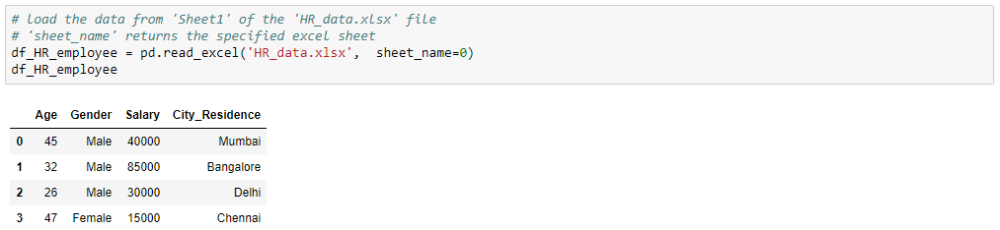 # load the data from 'Sheet1' of the 'HR_data.xlsx' file
# 'sheet_name' returns the specified excel sheet
df_HR_employee = pd.read_excel('HR_data.xlsx',  sheet_name=0)
df_HR_employee
Age Gender Salary City_Residence
0 45 Male 40000 Mumbai
1 32 Male 85000 Bangalore
2 26 Male 30000 Delhi
3 47 Female 15000 Chennai